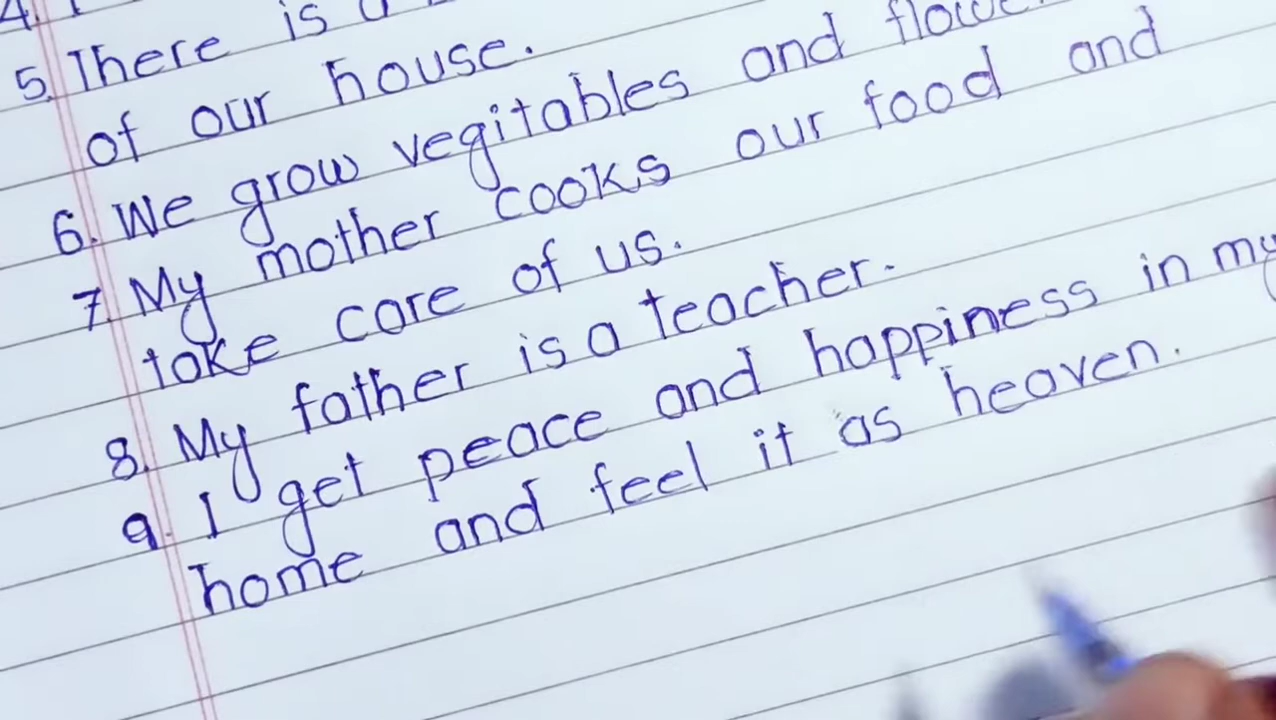 4.
5. There is a
of our house.
6. We grow vegitables and
7. My mother cooks our food and
take care of us.
8. My father is a teacher.
9. I get peace and happiness in my
home and feel it as heaven.